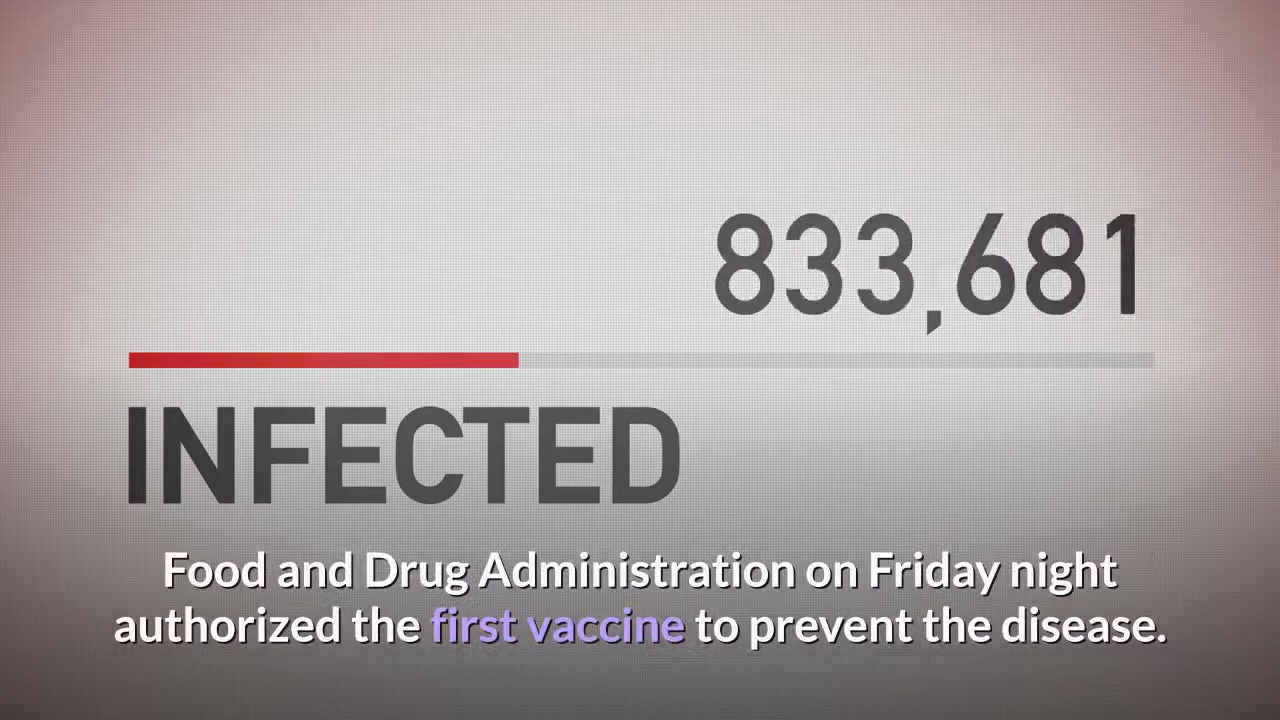 833,681
INFECTED
Food and Drug Administration on Friday night
authorized the first vaccine to prevent the disease.